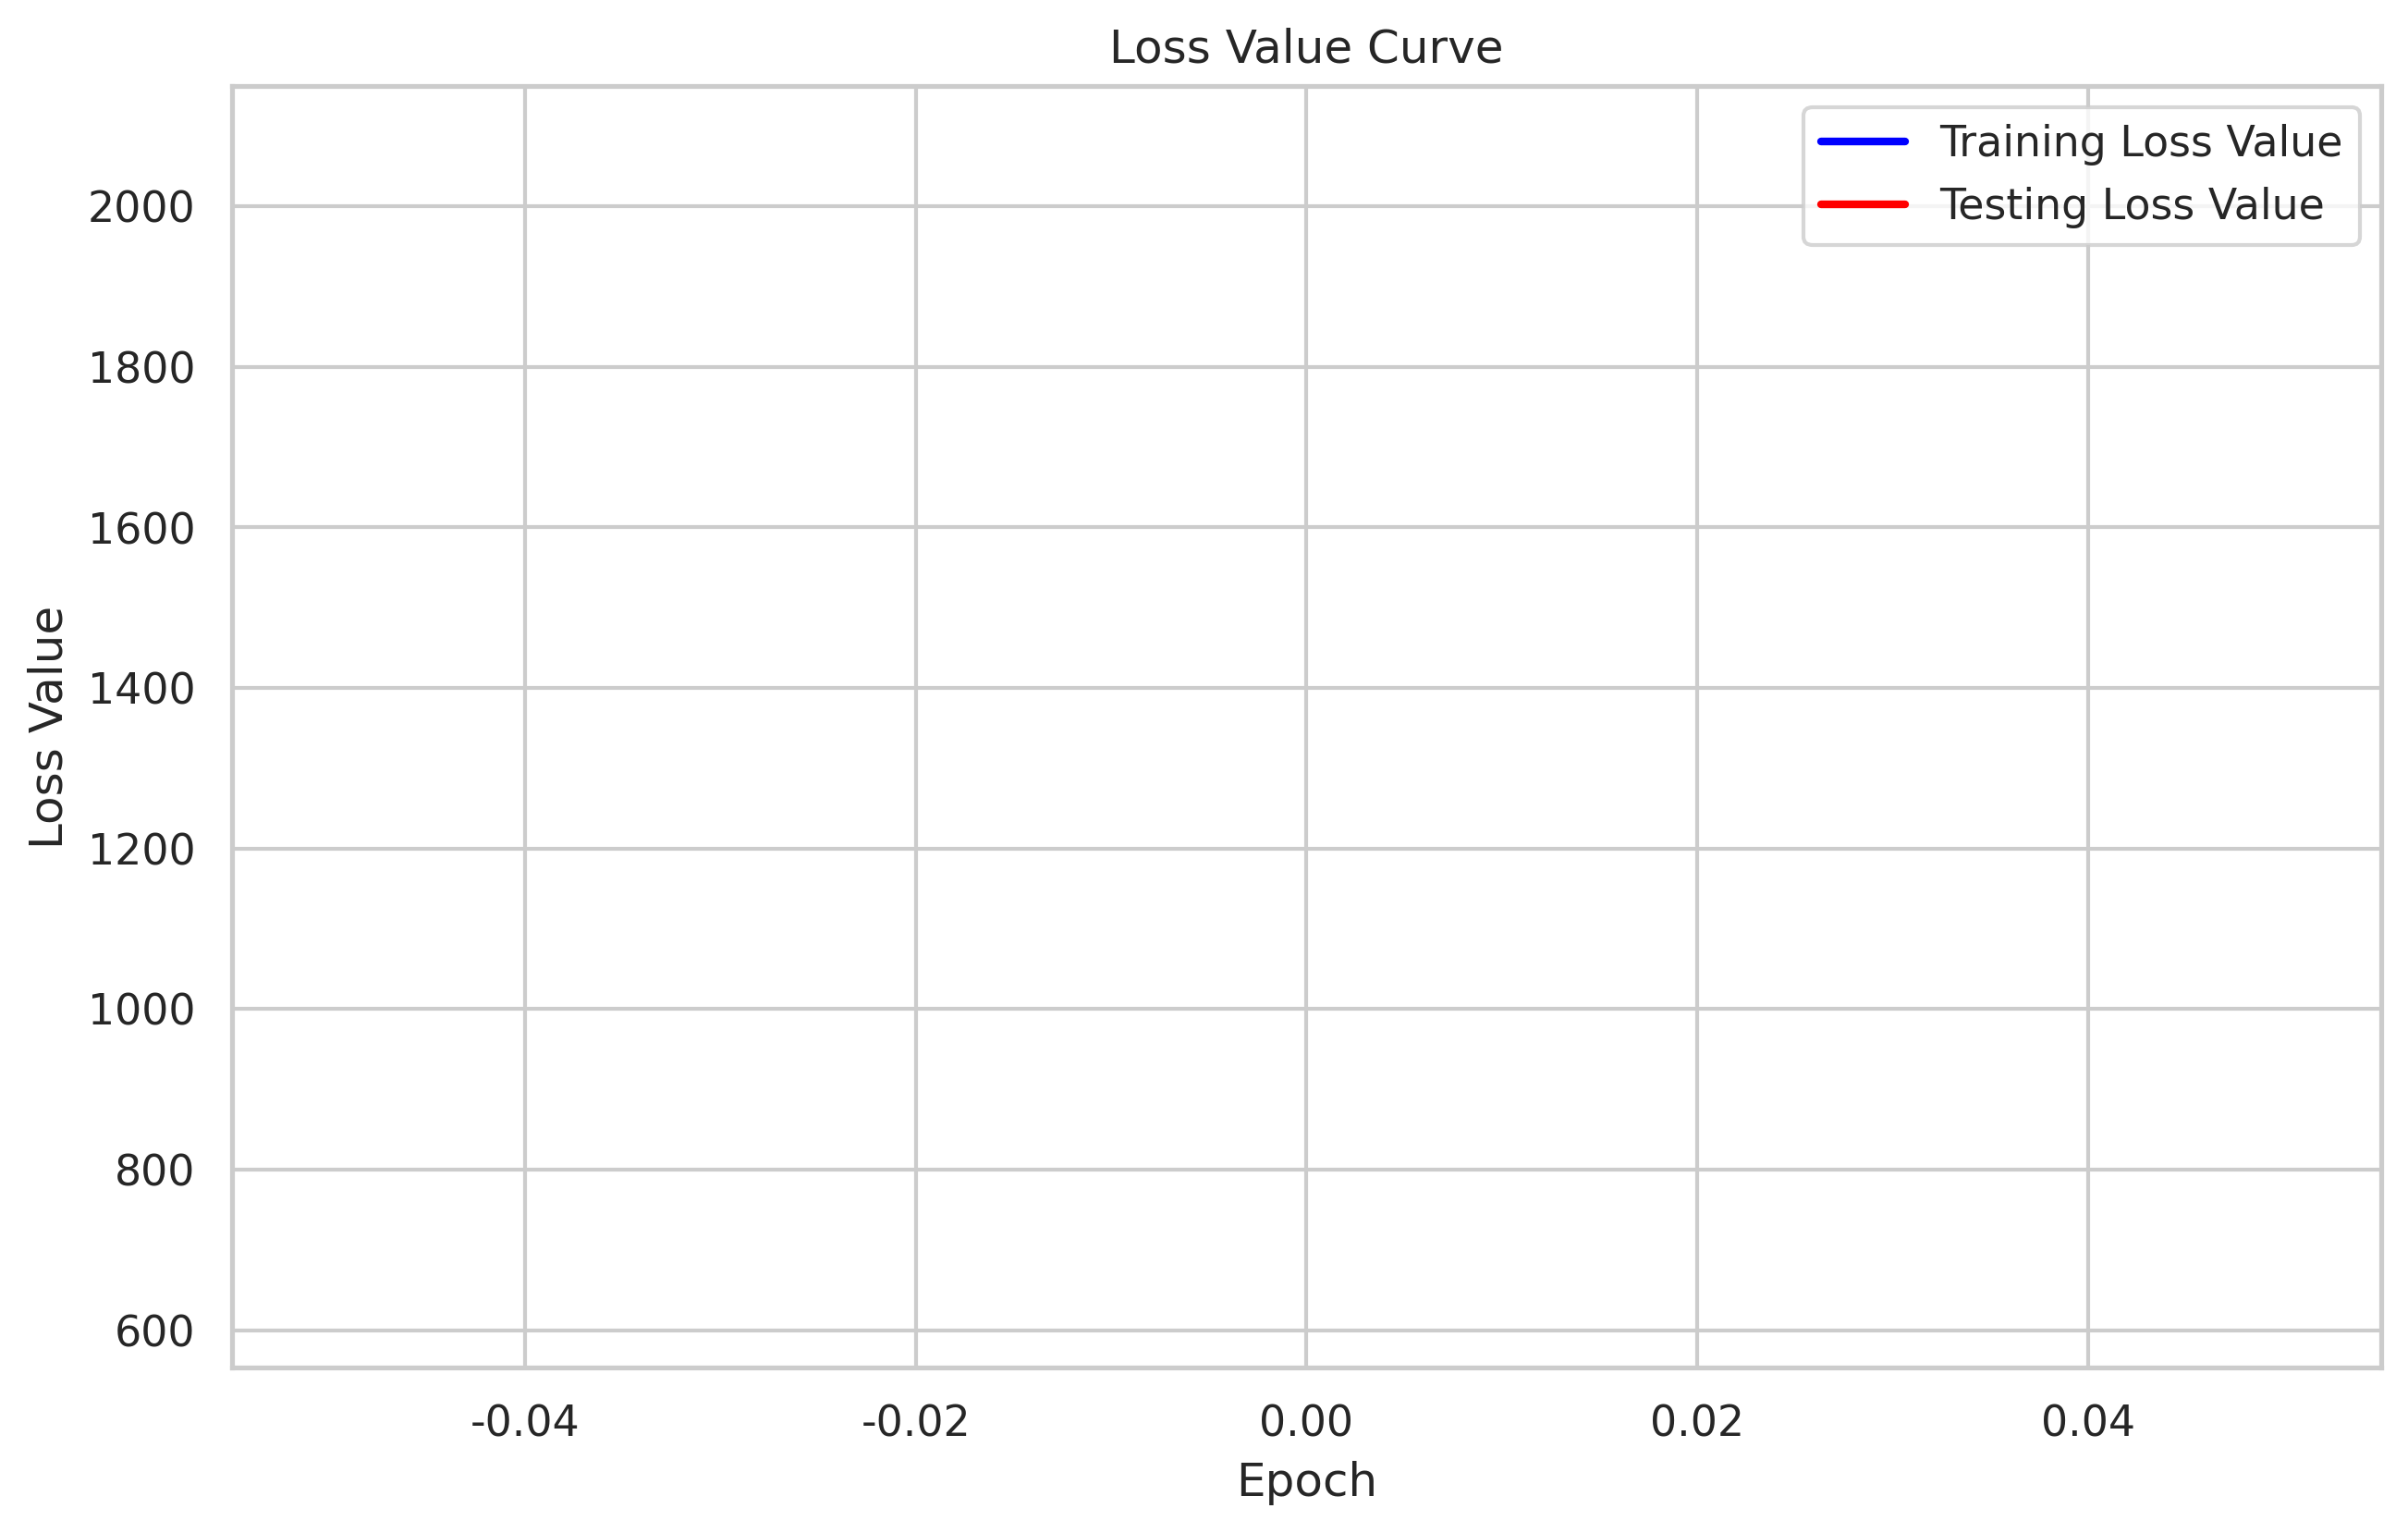 Loss Value Curve
Training Loss Value
Testing Loss Value
2000
1800
1600
1400
1200
1000
800
600
Loss Value
-0.04
-0.02
0.00
0.02
0.04
Epoch